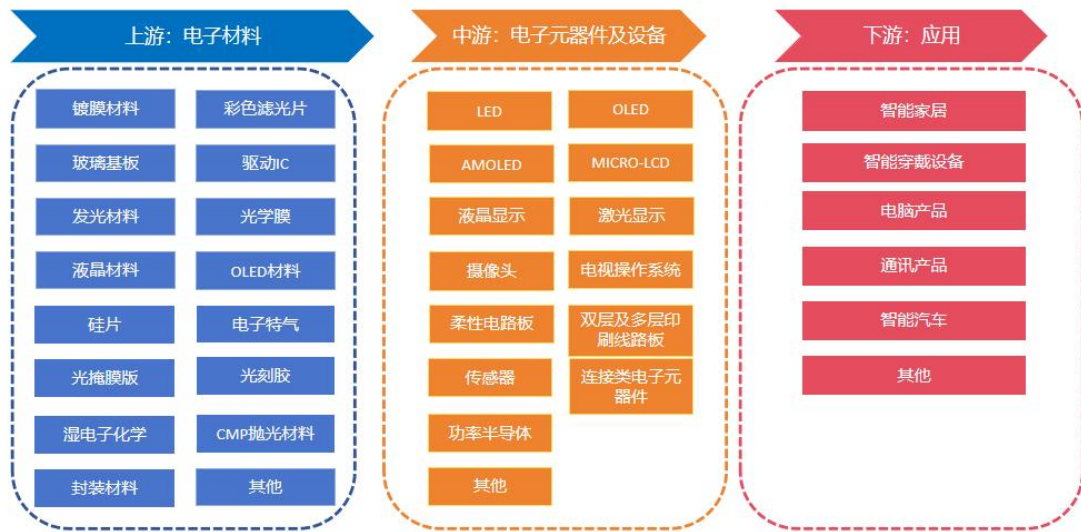 上游：电子材料
中游：电子元器件及设备
下游：应用
镀膜材料
彩色滤光片
玻璃基板
驱动IC
发光材料
光学膜
液晶材料
OLED材料
硅片
电子特气
光掩膜版
光刻胶
湿电子化学
CMP抛光材料
封装材料
其他
LED
OLED
AMOLED
MICRO-LCD
液晶显示
激光显示
摄像头
电视操作系统
柔性电路板
双层及多层印
刷线路板
传感器
连接类电子元
器件
功率半导体
其他
智能家居
智能穿戴设备
电脑产品
通讯产品
智能汽车
其他